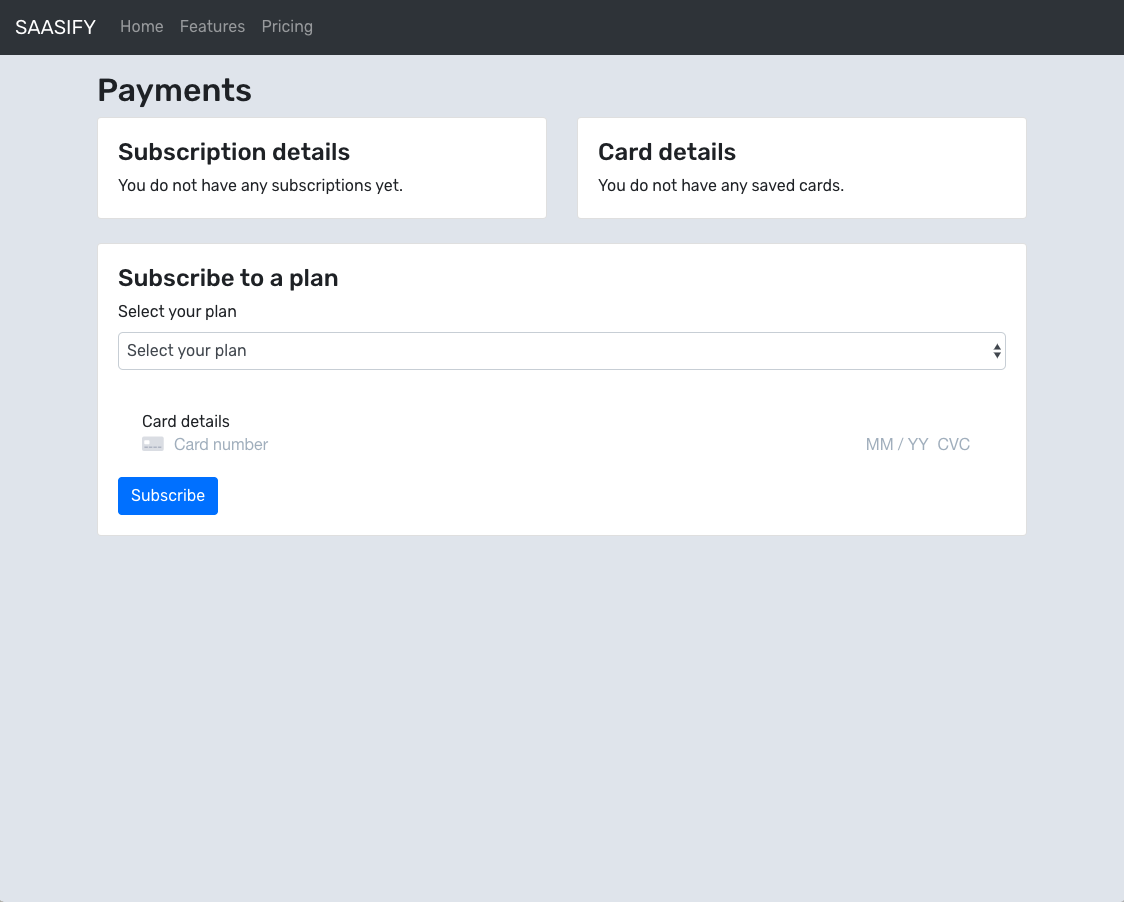 SAASIFY Home Features Pricing
Payments
Subscription details
You do not have any subscriptions yet.
Card details
You do not have any saved cards.
Subscribe to a plan
Select your plan
Select your plan
Card details
Card number MM / YY CVC
Subscribe